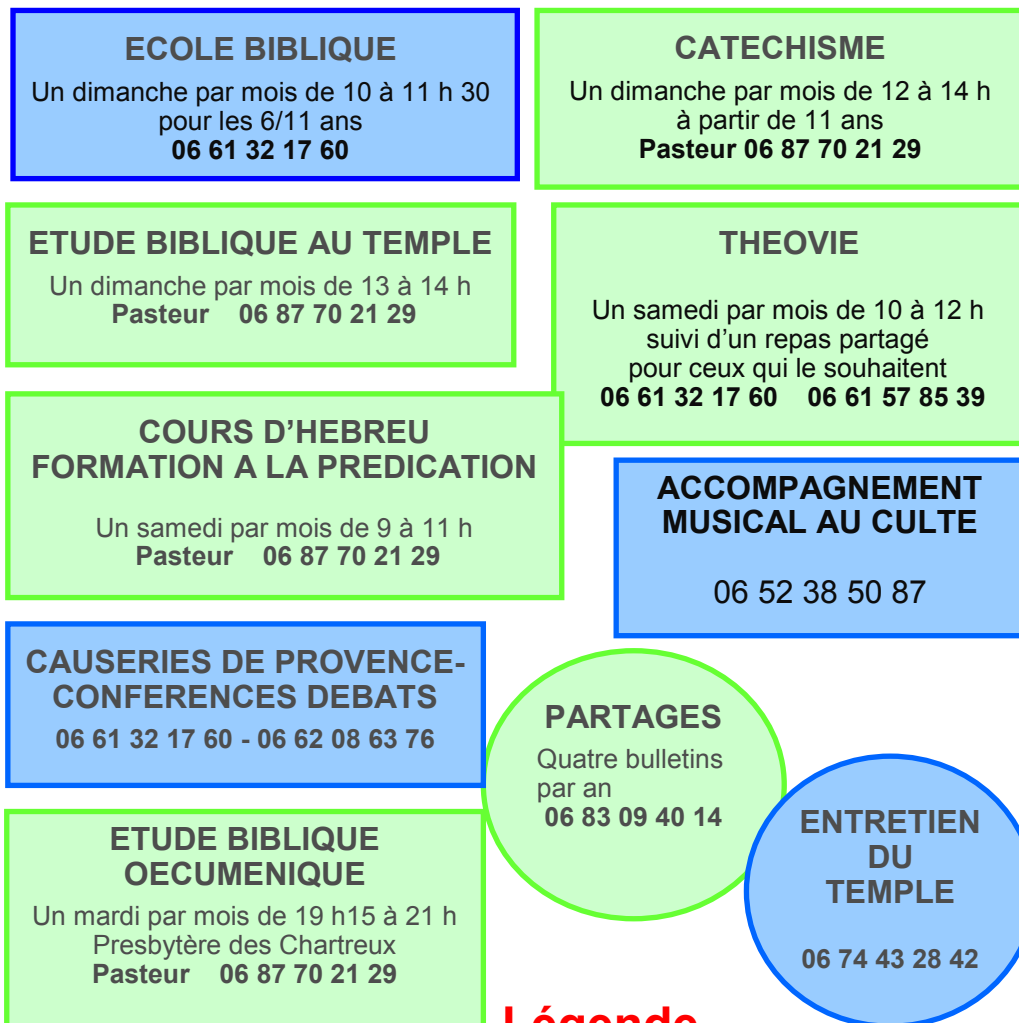 ECOLE BIBLIQUE
Un dimanche par mois de 10 à 11 h 30
pour les 6/11 ans
06 61 32 17 60
CATECHISME
Un dimanche par mois de 12 à 14 h
à partir de 11 ans
Pasteur 06 87 70 21 29
ETUDE BIBLIQUE AU TEMPLE
Un dimanche par mois de 13 à 14 h
Pasteur 06 87 70 21 29
THEOVIE
Un samedi par mois de 10 à 12 h
suivi d'un repas partagé
pour ceux qui le souhaitent
06 61 32 17 60 06 61 57 85 39
COURS D'HEBREU
FORMATION A LA PREDICATION
Un samedi par mois de 9 à 11 h
Pasteur 06 87 70 21 29
ACCOMPAGNEMENT
MUSICAL AU CULTE
06 52 38 50 87
CAUSERIES DE PROVENCE-
CONFERENCES DEBATS
06 61 32 17 60 - 06 62 08 63 76
PARTAGES
Quatre bulletins
par an
06 83 09 40 14
ENTRETIEN
DU
TEMPLE
06 74 43 28 42
ETUDE BIBLIQUE
OECUMENIQUE
Un mardi par mois de 19 h15 à 21 h
Presbytère des Chartreux
Pasteur 06 87 70 21 29
Légende